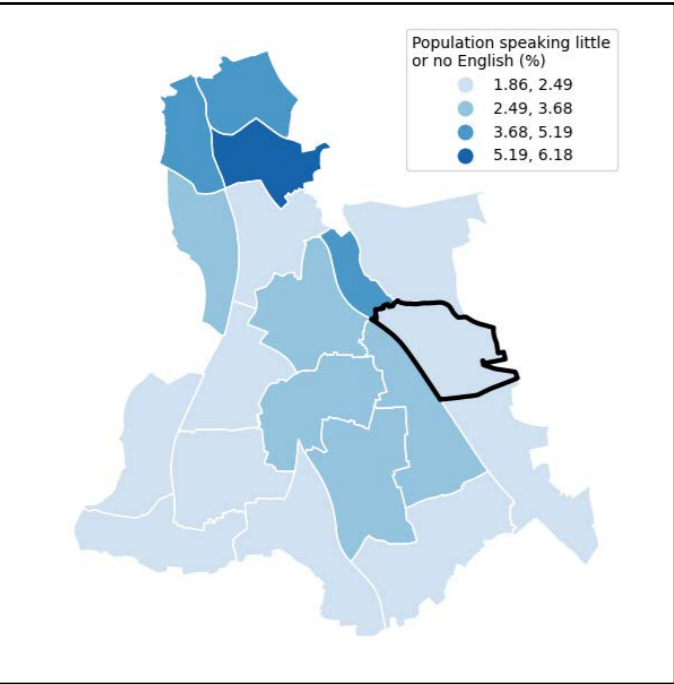 Population speaking little
or no English (%)
1.86, 2.49
2.49, 3.68
3.68, 5.19
5.19, 6.18